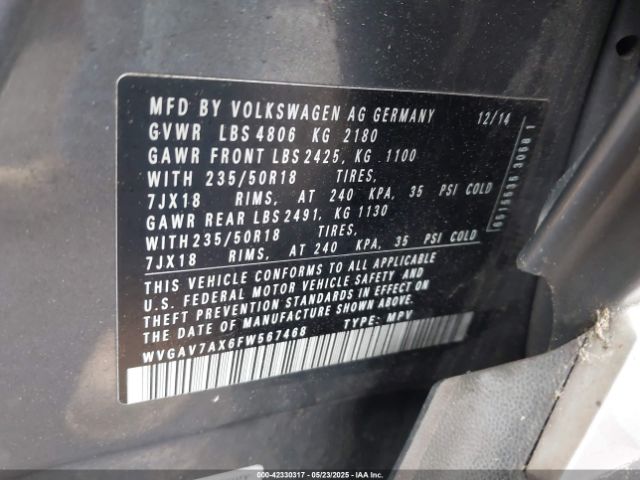 MFD BY VOLKSWAGEN AG GERMANY 12/14
GVWR LBS 4806 KG 2180
GAWR FRONT LBS 2425, KG 1100
WITH 235/50R18 TIRES,
7JX18 RIMS, AT 240 KPA, 35 PSI COLD
GAWR REAR LBS 2491, KG 1130
WITH 235/50R18 TIRES,
7JX18 RIMS, AT 240 KPA, 35 PSI COLD
THIS VEHICLE CONFORMS TO ALL APPLICABLE
U.S. FEDERAL MOTOR VEHICLE SAFETY AND
THEFT PREVENTION STANDARDS IN EFFECT ON
THE DATE OF MANUFACTURE SHOWN ABOVE.
WVGAV7AX6FW567468 TYPE: MPV
000-42330317 - 05/23/2025 - IAAI.COM